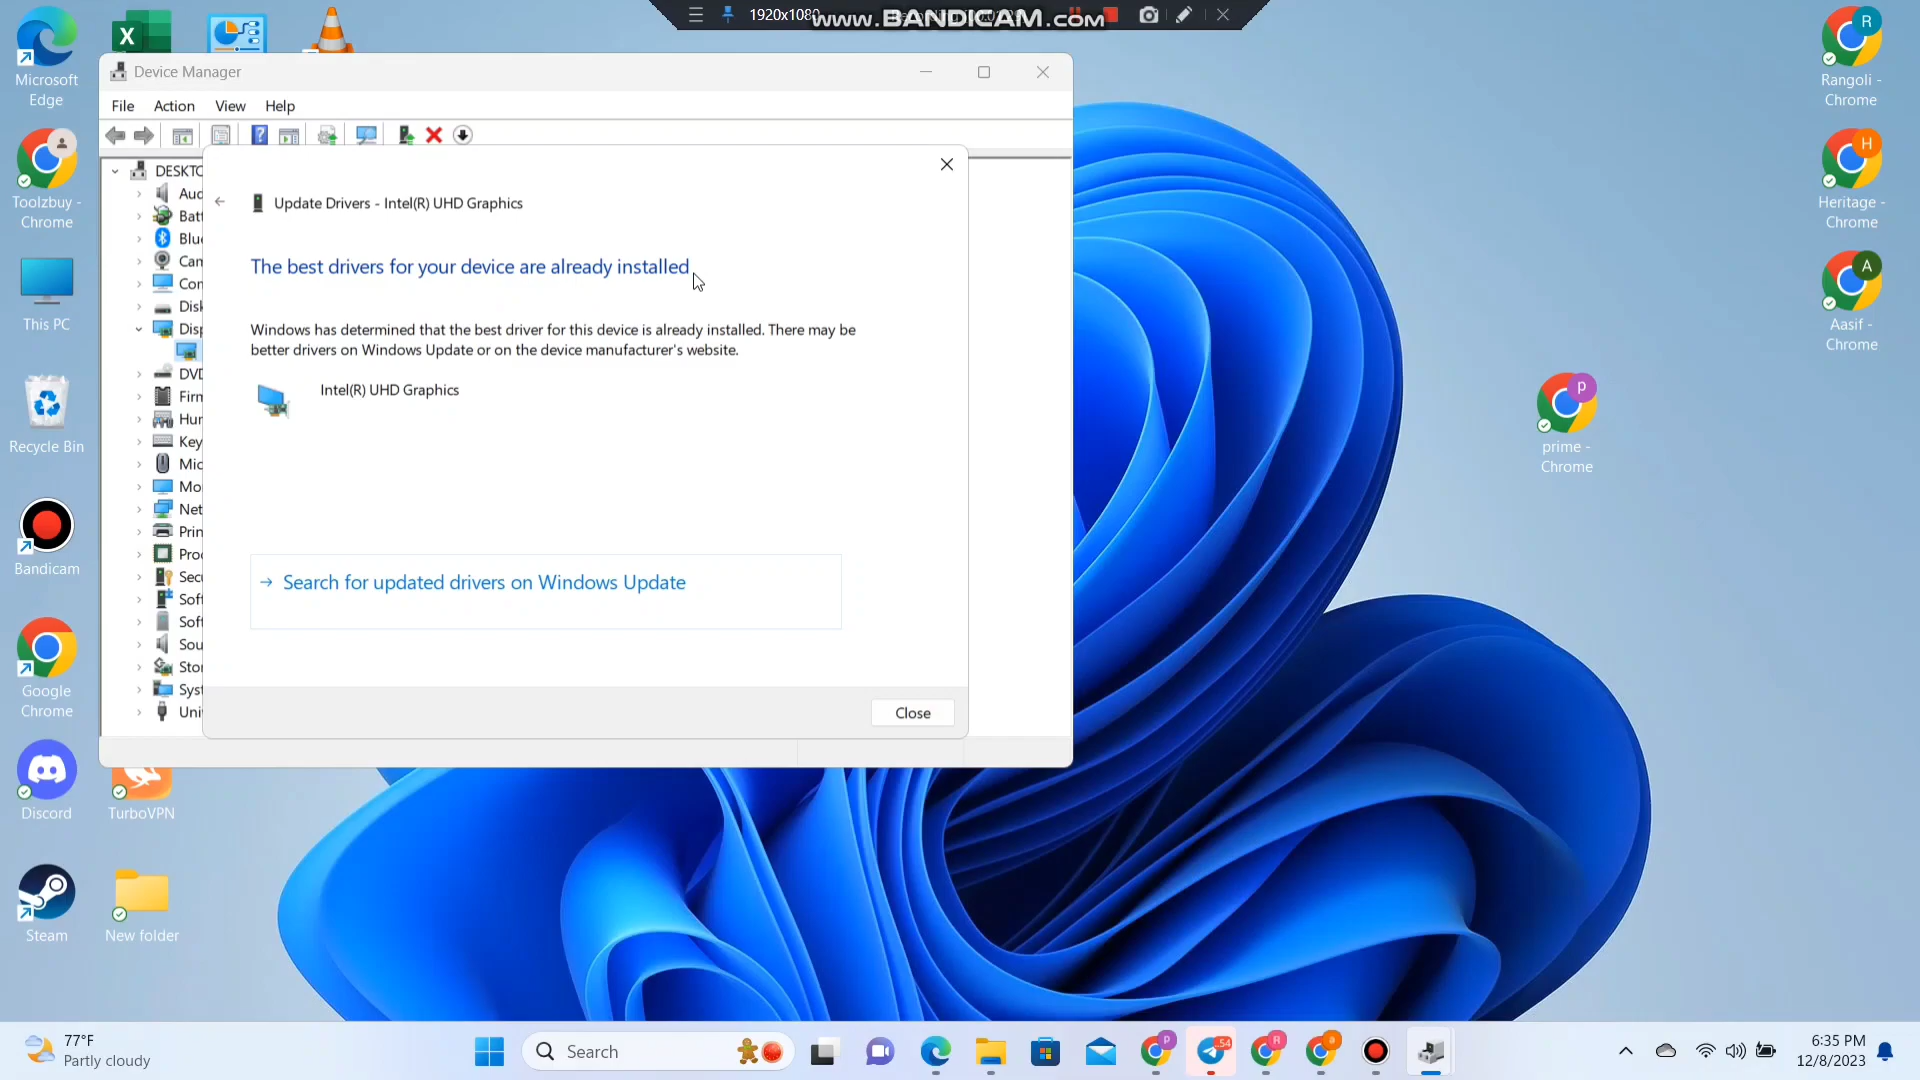 1920x1080
www.BANDICAM.com
Microsoft
Edge
Toolzbuy -
Chrome
This PC
Recycle Bin
Bandicam
Google
Chrome
Discord
TurboVPN
Steam
New folder
Device Manager
File
Action
View
Help
DESKTO
Aud
Batt
Blue
Cam
Com
Disk
Disp
DVD
Firm
Hum
Key
Mic
Mo
Net
Prin
Proc
Secu
Soft
Soft
Sou
Stor
Syst
Univ
Update Drivers - Intel(R) UHD Graphics
The best drivers for your device are already installed
Windows has determined that the best driver for this device is already installed. There may be
better drivers on Windows Update or on the device manufacturer's website.
Intel(R) UHD Graphics
Search for updated drivers on Windows Update
Close
R
Rangoli -
Chrome
H
Heritage -
Chrome
A
Aasif -
Chrome
P
prime -
Chrome
77°F
Partly cloudy
Search
P
54
R
a
6:35 PM
12/8/2023